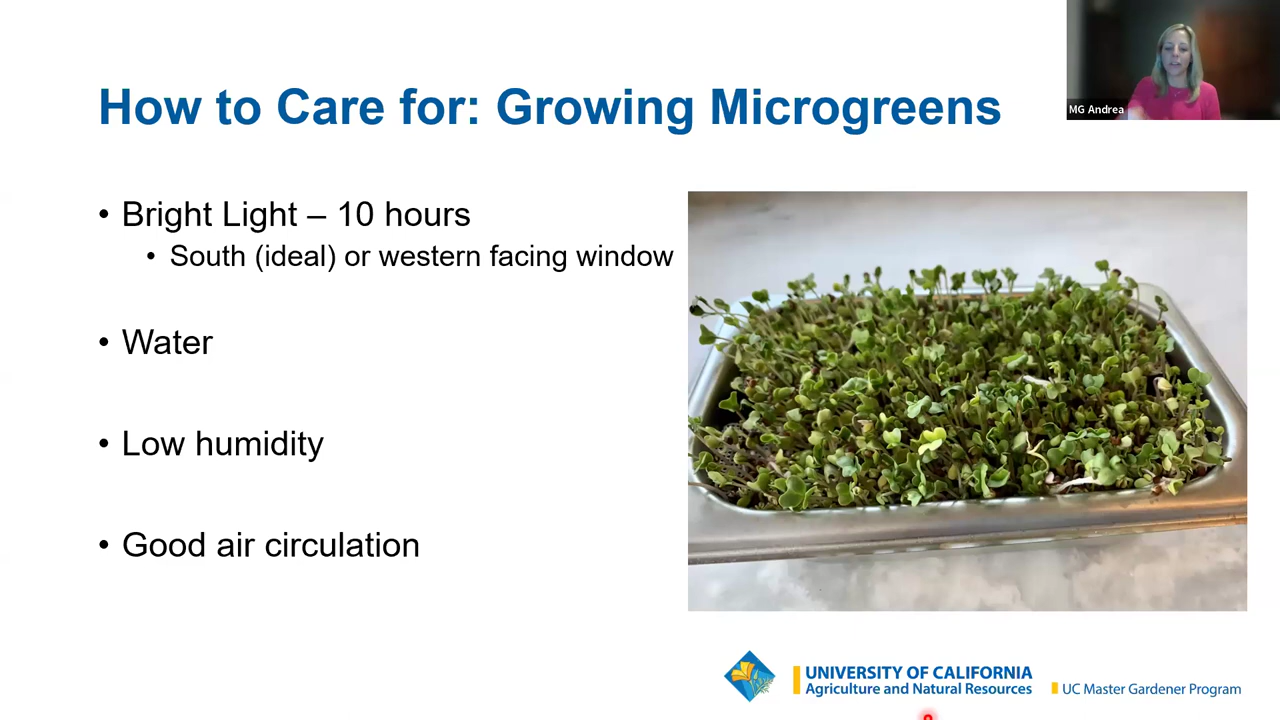 How to Care for: Growing Microgreens
MG Andrea
• Bright Light – 10 hours
• South (ideal) or western facing window
• Water
• Low humidity
• Good air circulation
UNIVERSITY OF CALIFORNIA
Agriculture and Natural Resources
UC Master Gardener Program